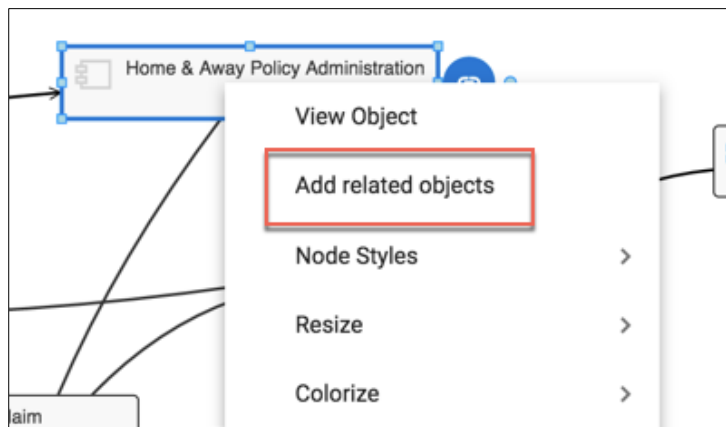 Home & Away Policy Administration
View Object
Add related objects
Node Styles
Resize
Colorize
laim